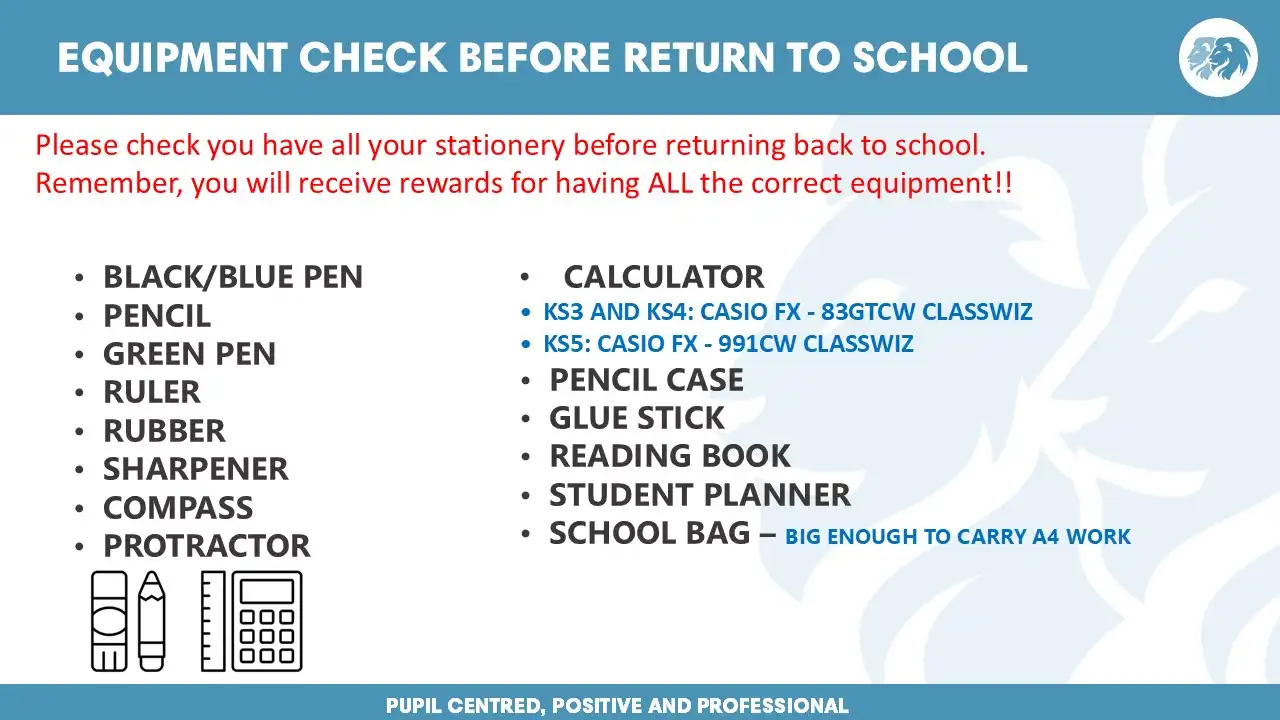 EQUIPMENT CHECK BEFORE RETURN TO SCHOOL
Please check you have all your stationery before returning back to school.
Remember, you will receive rewards for having ALL the correct equipment!!
• BLACK/BLUE PEN
• PENCIL
• GREEN PEN
• RULER
• RUBBER
• SHARPENER
• COMPASS
• PROTRACTOR
• CALCULATOR
• KS3 AND KS4: CASIO FX - 83GTCW CLASSWIZ
• KS5: CASIO FX - 991CW CLASSWIZ
• PENCIL CASE
• GLUE STICK
• READING BOOK
• STUDENT PLANNER
• SCHOOL BAG – BIG ENOUGH TO CARRY A4 WORK
PUPIL CENTRED, POSITIVE AND PROFESSIONAL